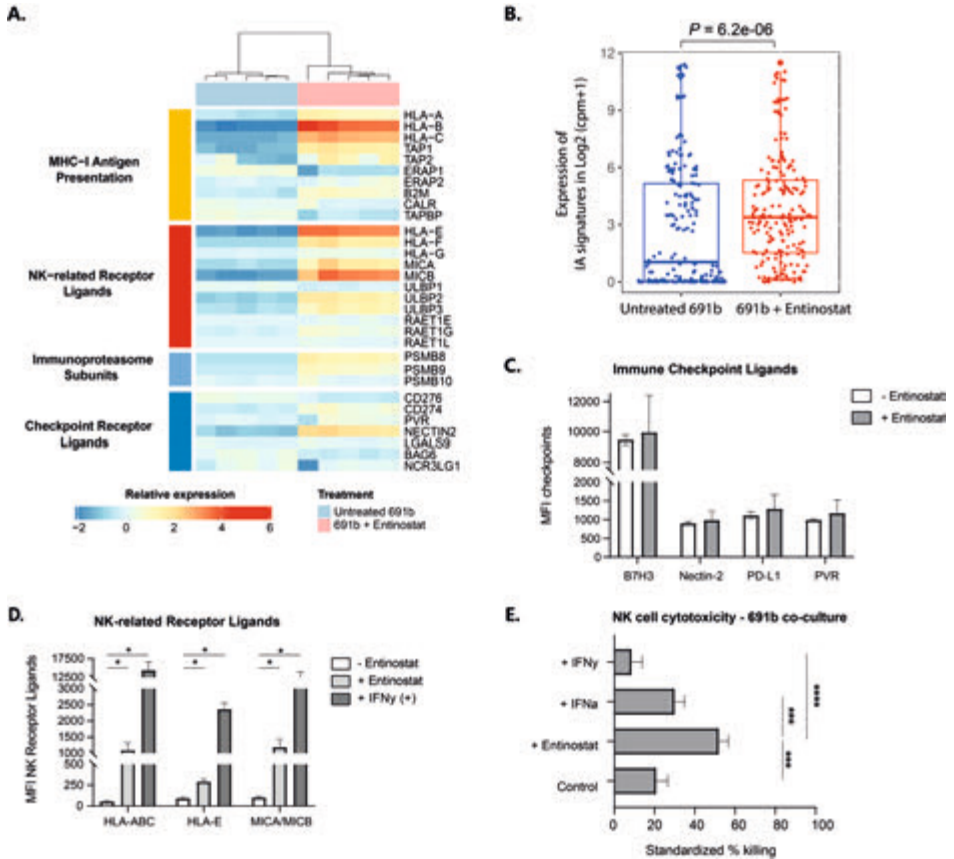 A.
MHC-I Antigen
Presentation
NK-related Receptor
Ligands
Immunoproteasome
Subunits
Checkpoint Receptor
Ligands
HLA-A
HLA-B
HLA-C
TAP1
TAP2
ERAP1
ERAP2
B2M
CALR
TAPBP
HLA-E
HLA-F
HLA-G
MICA
MICB
ULBP1
ULBP2
ULBP3
RAET1E
RAET1G
RAET1L
PSMB8
PSMB9
PSMB10
CD276
CD274
PVR
NECTIN2
LGALS9
BAG6
NCR3LG1
Relative expression
-2 0 2 4 6
Treatment
Untreated 691b
691b + Entinostat
B.
P = 6.2e-06
Expression of
IA signatures in Log2 (cpm+1)
12
9
6
3
0
Untreated 691b 691b + Entinostat
C.
Immune Checkpoint Ligands
- Entinostat
+ Entinostat
MFI checkpoints
12000
10000
8000
2000
1500
1000
500
0
B7H3 Nectin-2 PD-L1 PVR
D.
NK-related Receptor Ligands
- Entinostat
+ Entinostat
+ IFNy (+)
MFI NK Receptor Ligands
17500
12500
3000
2500
2000
1500
1000
500
250
0
* * * * * *
HLA-ABC HLA-E MICA/MICB
E.
NK cell cytotoxicity - 691b co-culture
+ IFNy
+ IFNa
+ Entinostat
Control
*** *** ****
0 20 40 60 80 100
Standardized % killing